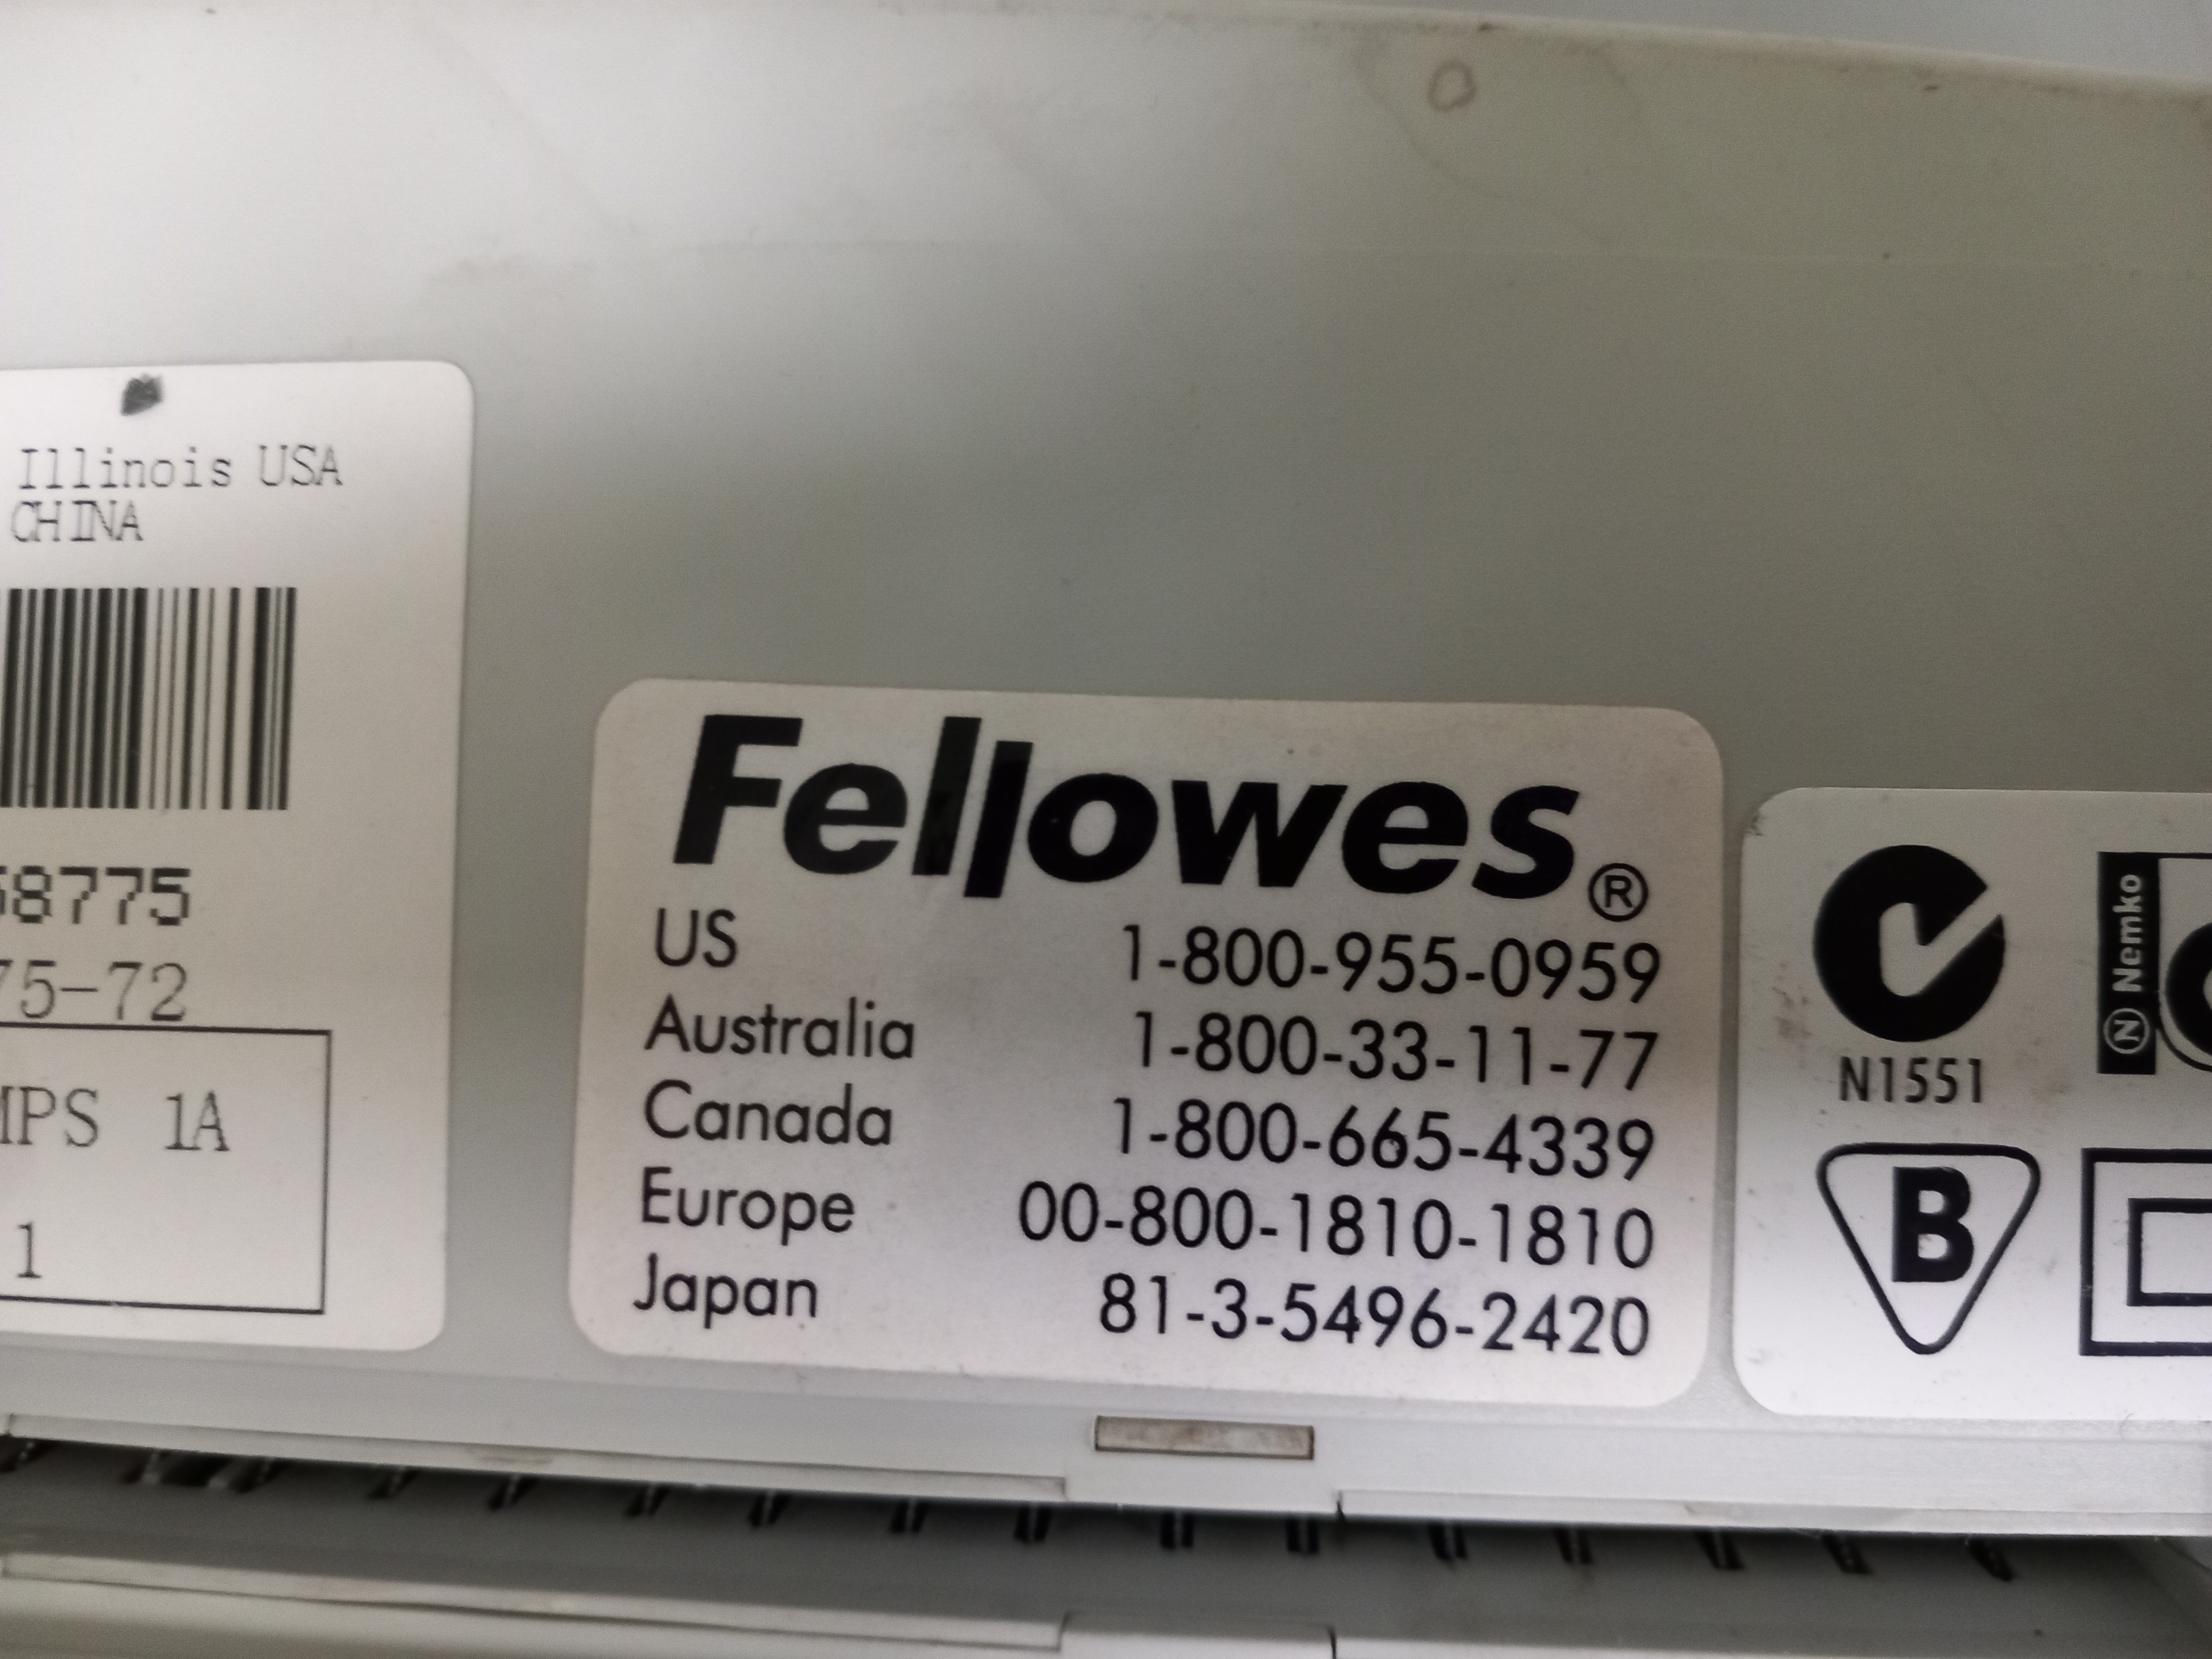 Illinois USA
CHINA
8775
75-72
MPS 1A
1
Fellowes®
US 1-800-955-0959
Australia 1-800-33-11-77
Canada 1-800-665-4339
Europe 00-800-1810-1810
Japan 81-3-5496-2420
N1551
N Nemko
B